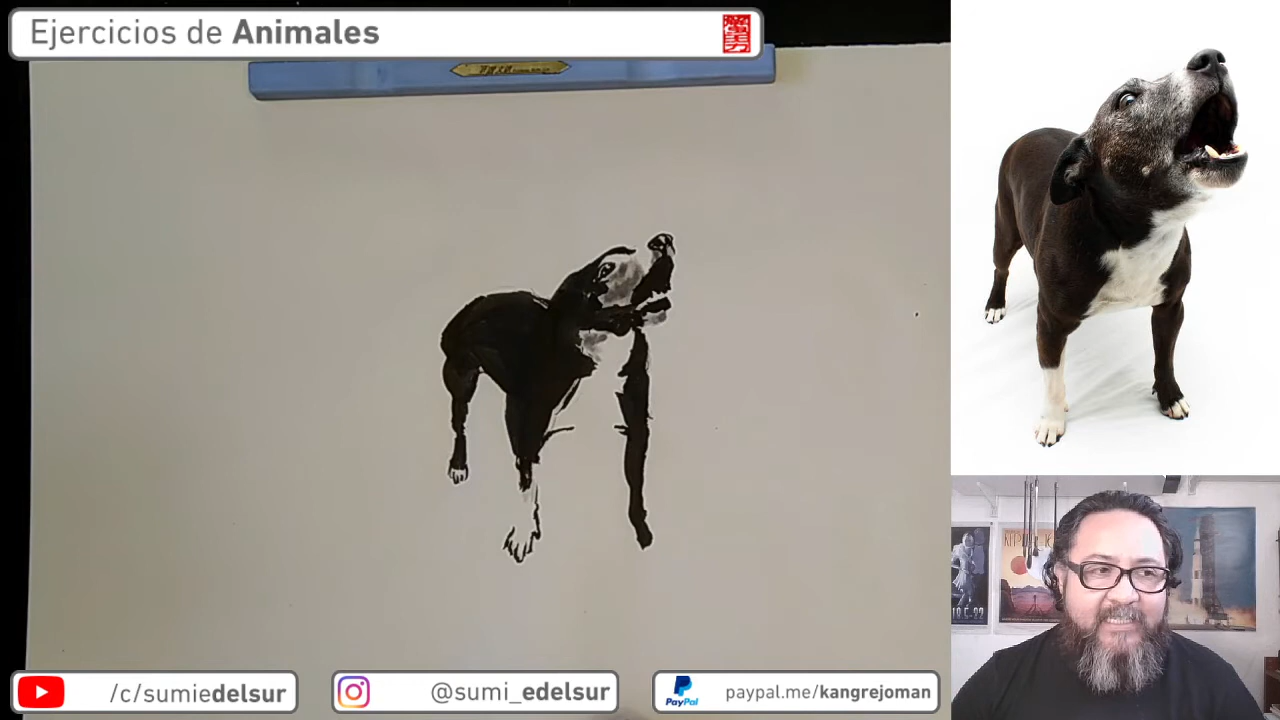 Ejercicios de Animales
/c/sumiedelsur
@sumi_edelsur
PayPal
paypal.me/kangrejoman